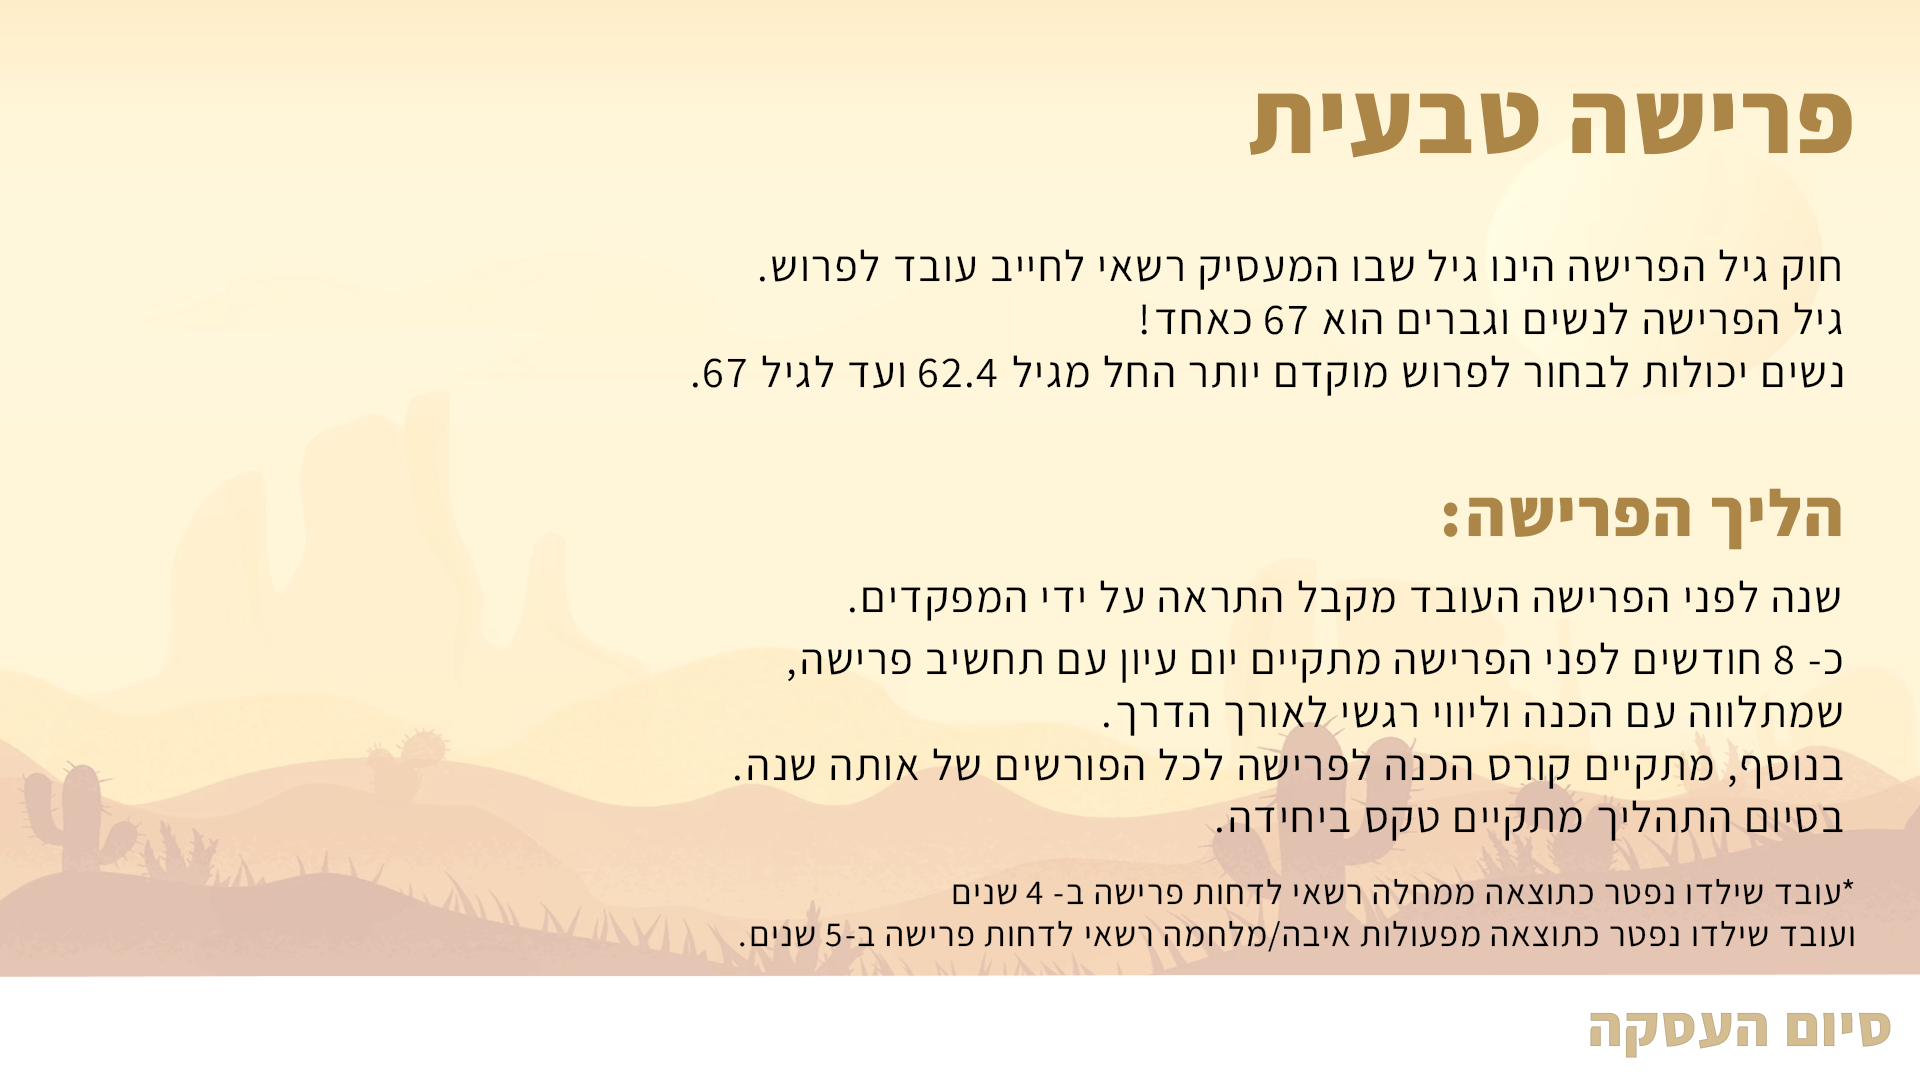 פרישה טבעית
חוק גיל הפרישה הינו גיל שבו המעסיק רשאי לחייב עובד לפרוש.
גיל הפרישה לנשים וגברים הוא 67 כאחד!
נשים יכולות לבחור לפרוש מוקדם יותר החל מגיל 62.4 ועד לגיל 67.
הליך הפרישה:
שנה לפני הפרישה העובד מקבל התראה על ידי המפקדים.
כ- 8 חודשים לפני הפרישה מתקיים יום עיון עם תחשיב פרישה,
שמתלווה עם הכנה וליווי רגשי לאורך הדרך.
בנוסף, מתקיים קורס הכנה לפרישה לכל הפורשים של אותה שנה.
בסיום התהליך מתקיים טקס ביחידה.
*עובד שילדו נפטר כתוצאה ממחלה רשאי לדחות פרישה ב- 4 שנים
ועובד שילדו נפטר כתוצאה מפעולות איבה/מלחמה רשאי לדחות פרישה ב-5 שנים.
סיום העסקה